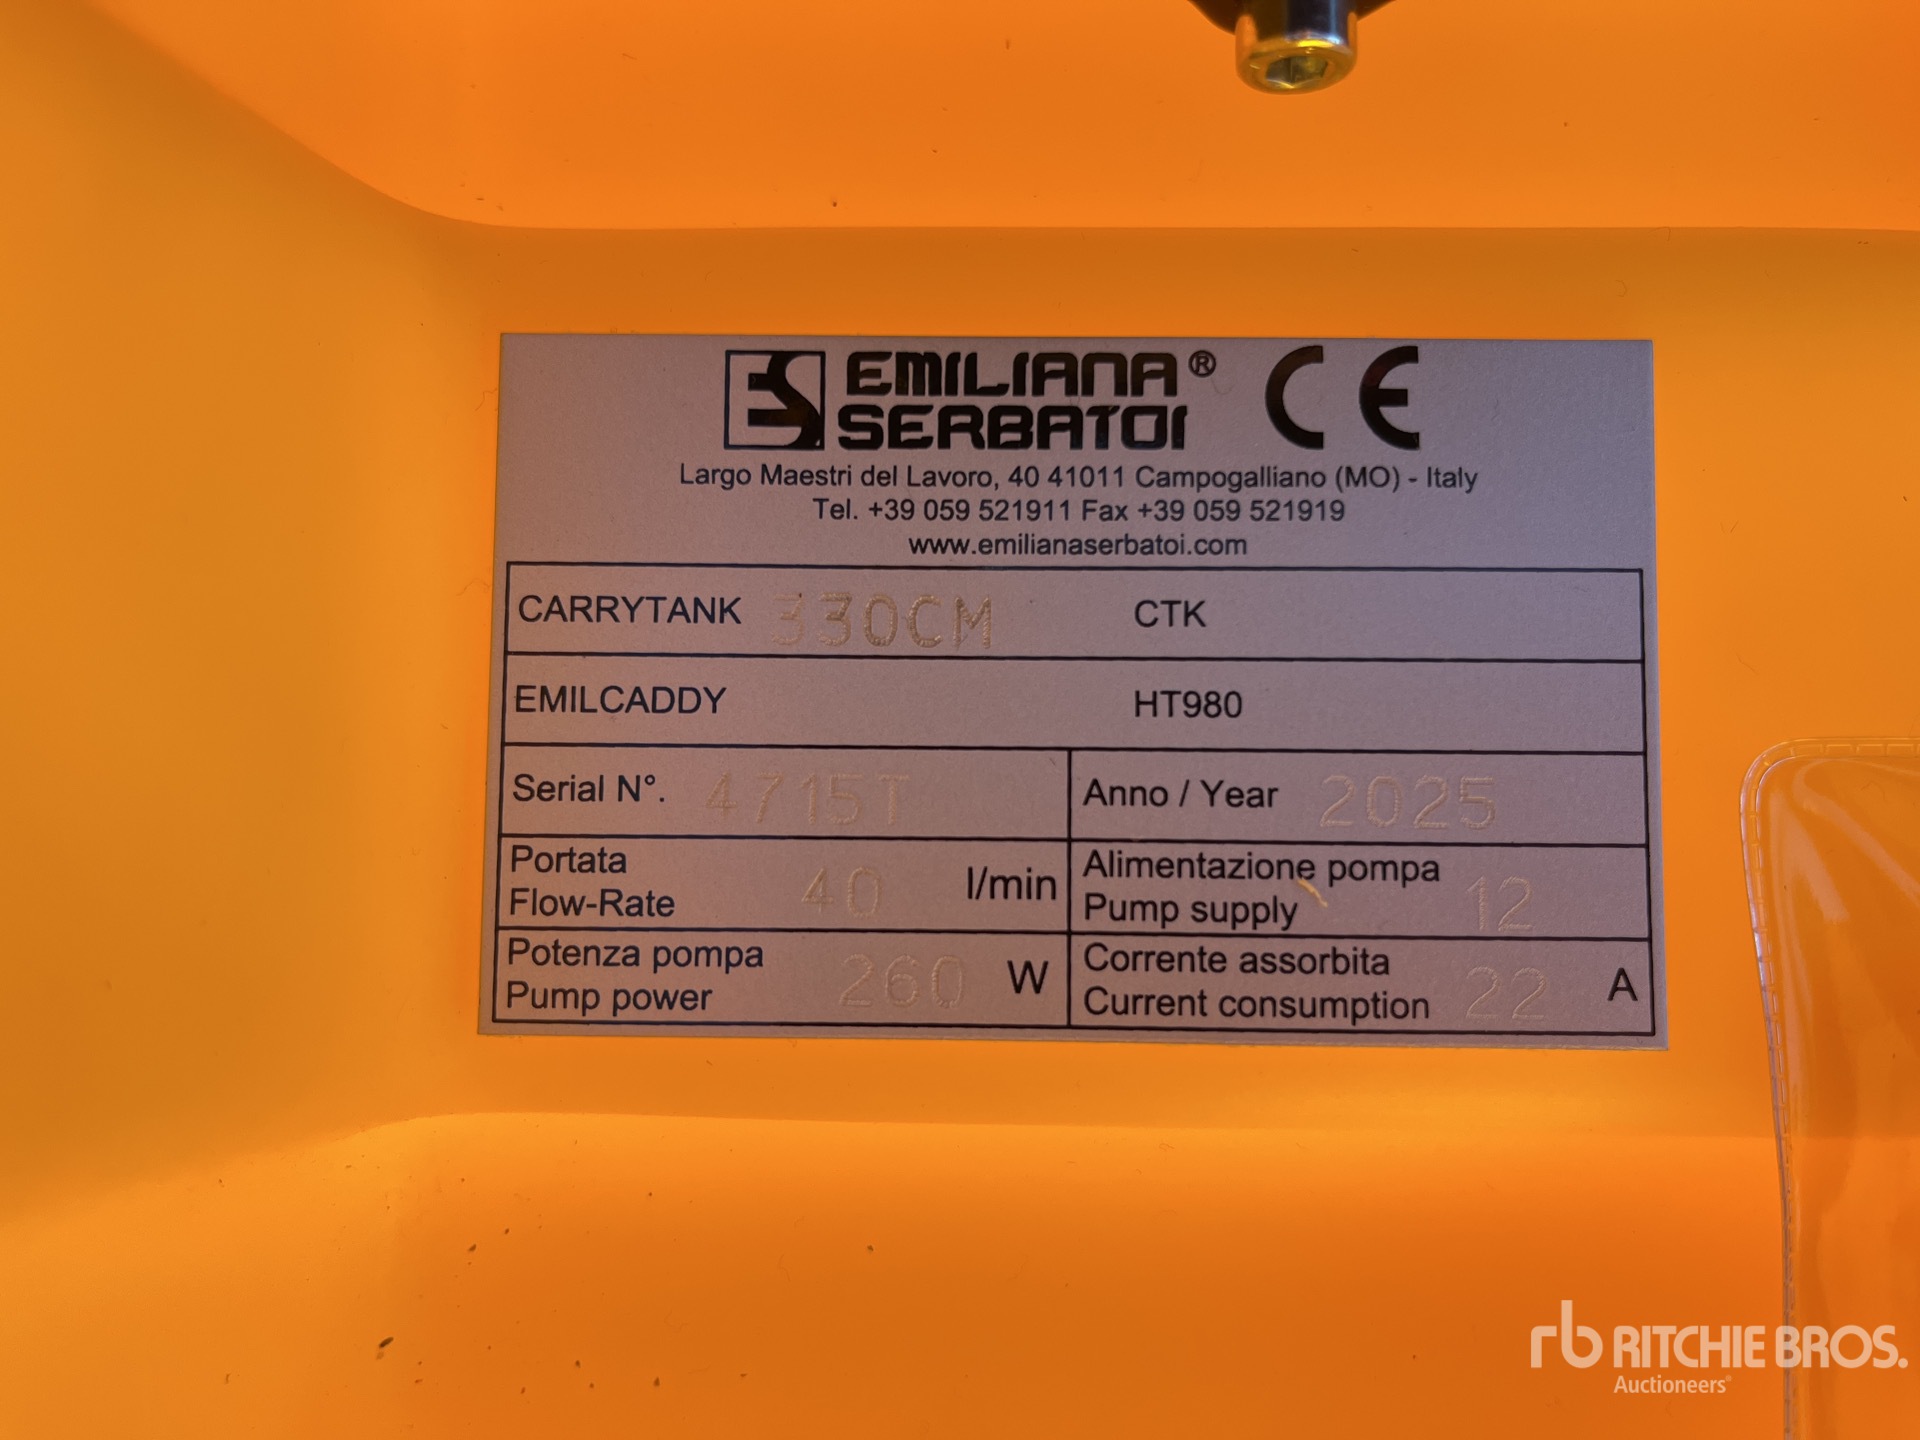 ES EMILIANA® CE
SERBATOI
Largo Maestri del Lavoro, 40 41011 Campogalliano (MO) - Italy
Tel. +39 059 521911 Fax +39 059 521919
www.emilianaserbatoi.com
CARRYTANK 330CM CTK
EMILCADDY HT980
Serial N°. 4715T Anno / Year 2025
Portata Alimentazione pompa
Flow-Rate 40 l/min Pump supply 12
Potenza pompa Corrente assorbita
Pump power 260 W Current consumption 22 A
rb RITCHIE BROS.
Auctioneers®